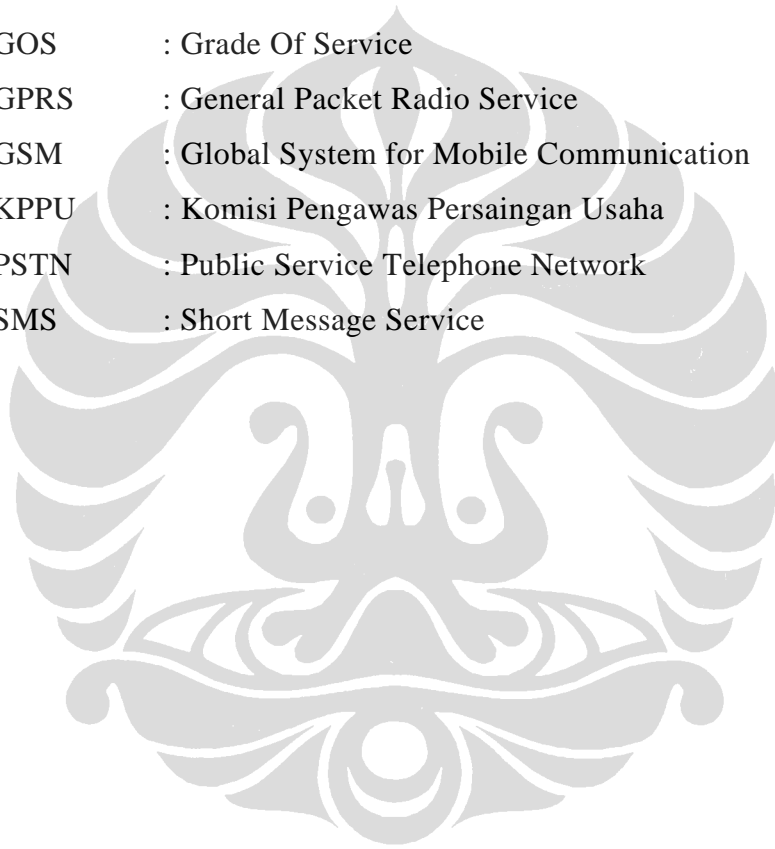 GOS : Grade Of Service
GPRS : General Packet Radio Service
GSM : Global System for Mobile Communication
KPPU : Komisi Pengawas Persaingan Usaha
PSTN : Public Service Telephone Network
SMS : Short Message Service